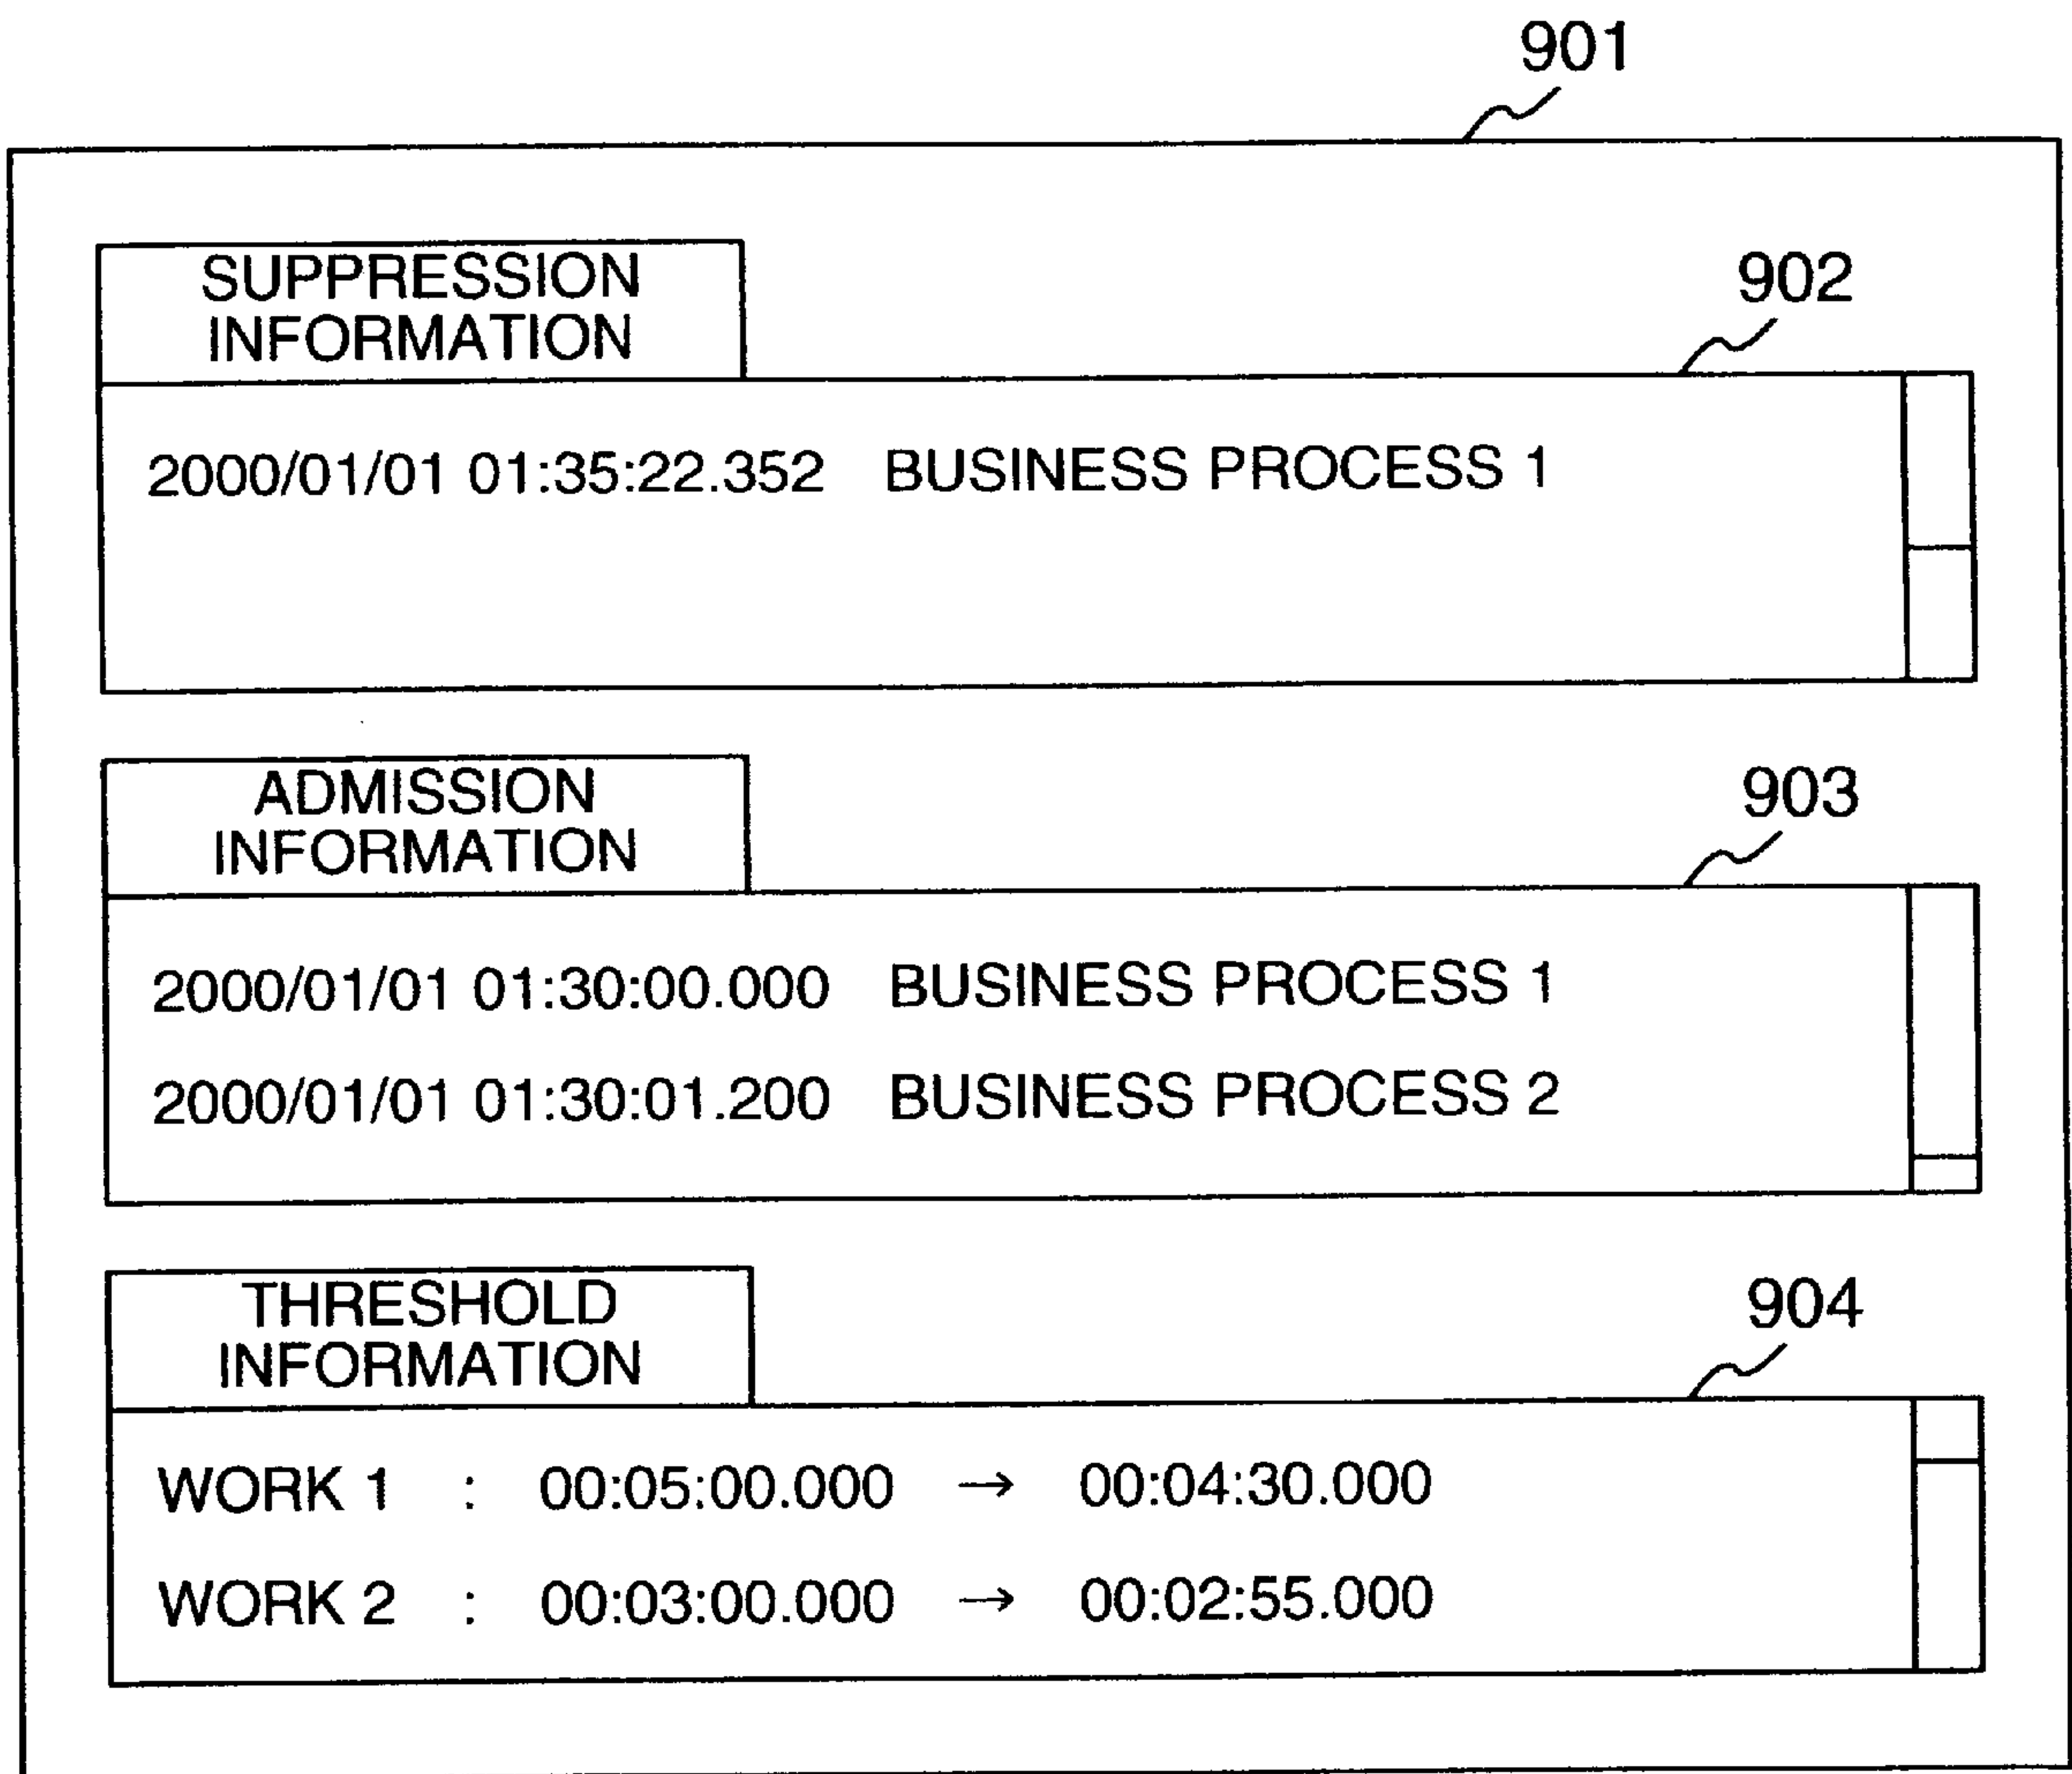 901
SUPPRESSION
INFORMATION
902
2000/01/01 01:35:22.352 BUSINESS PROCESS 1
ADMISSION
INFORMATION
903
2000/01/01 01:30:00.000 BUSINESS PROCESS 1
2000/01/01 01:30:01.200 BUSINESS PROCESS 2
THRESHOLD
INFORMATION
904
WORK 1 : 00:05:00.000 → 00:04:30.000
WORK 2 : 00:03:00.000 → 00:02:55.000